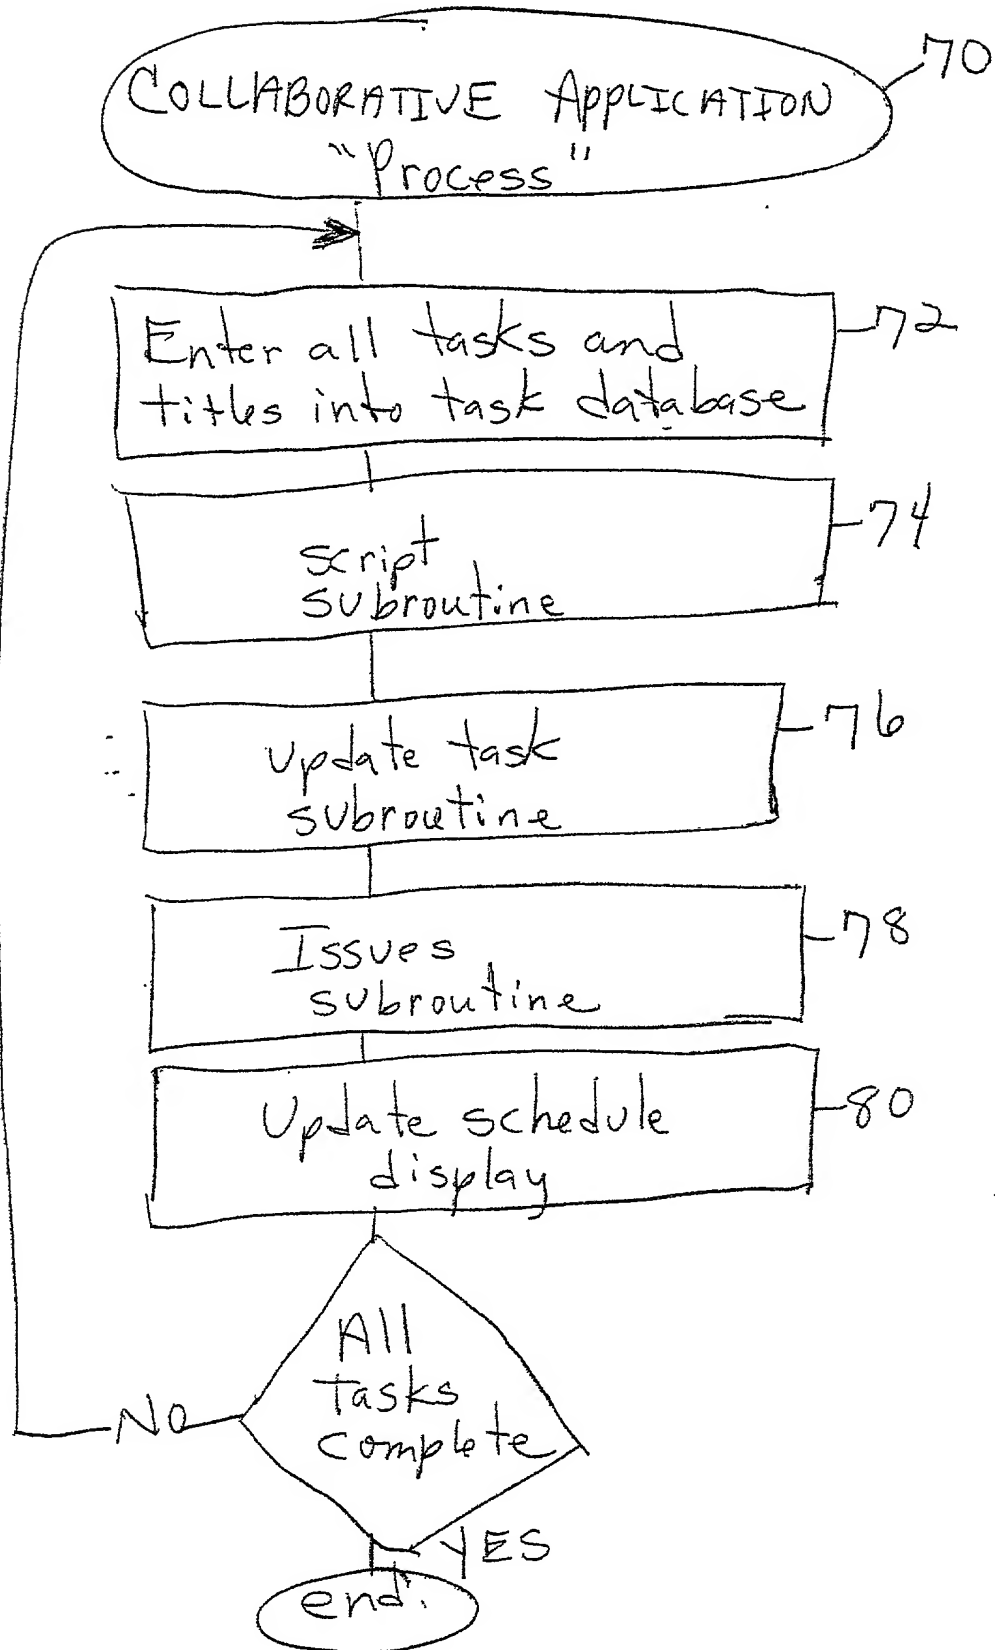 COLLABORATIVE APPLICATION
"Process"
70
Enter all tasks and
titles into task database
72
script
subroutine
74
Update task
subroutine
76
Issues
subroutine
78
Update schedule
display
80
All
tasks
complete
NO
YES
end.